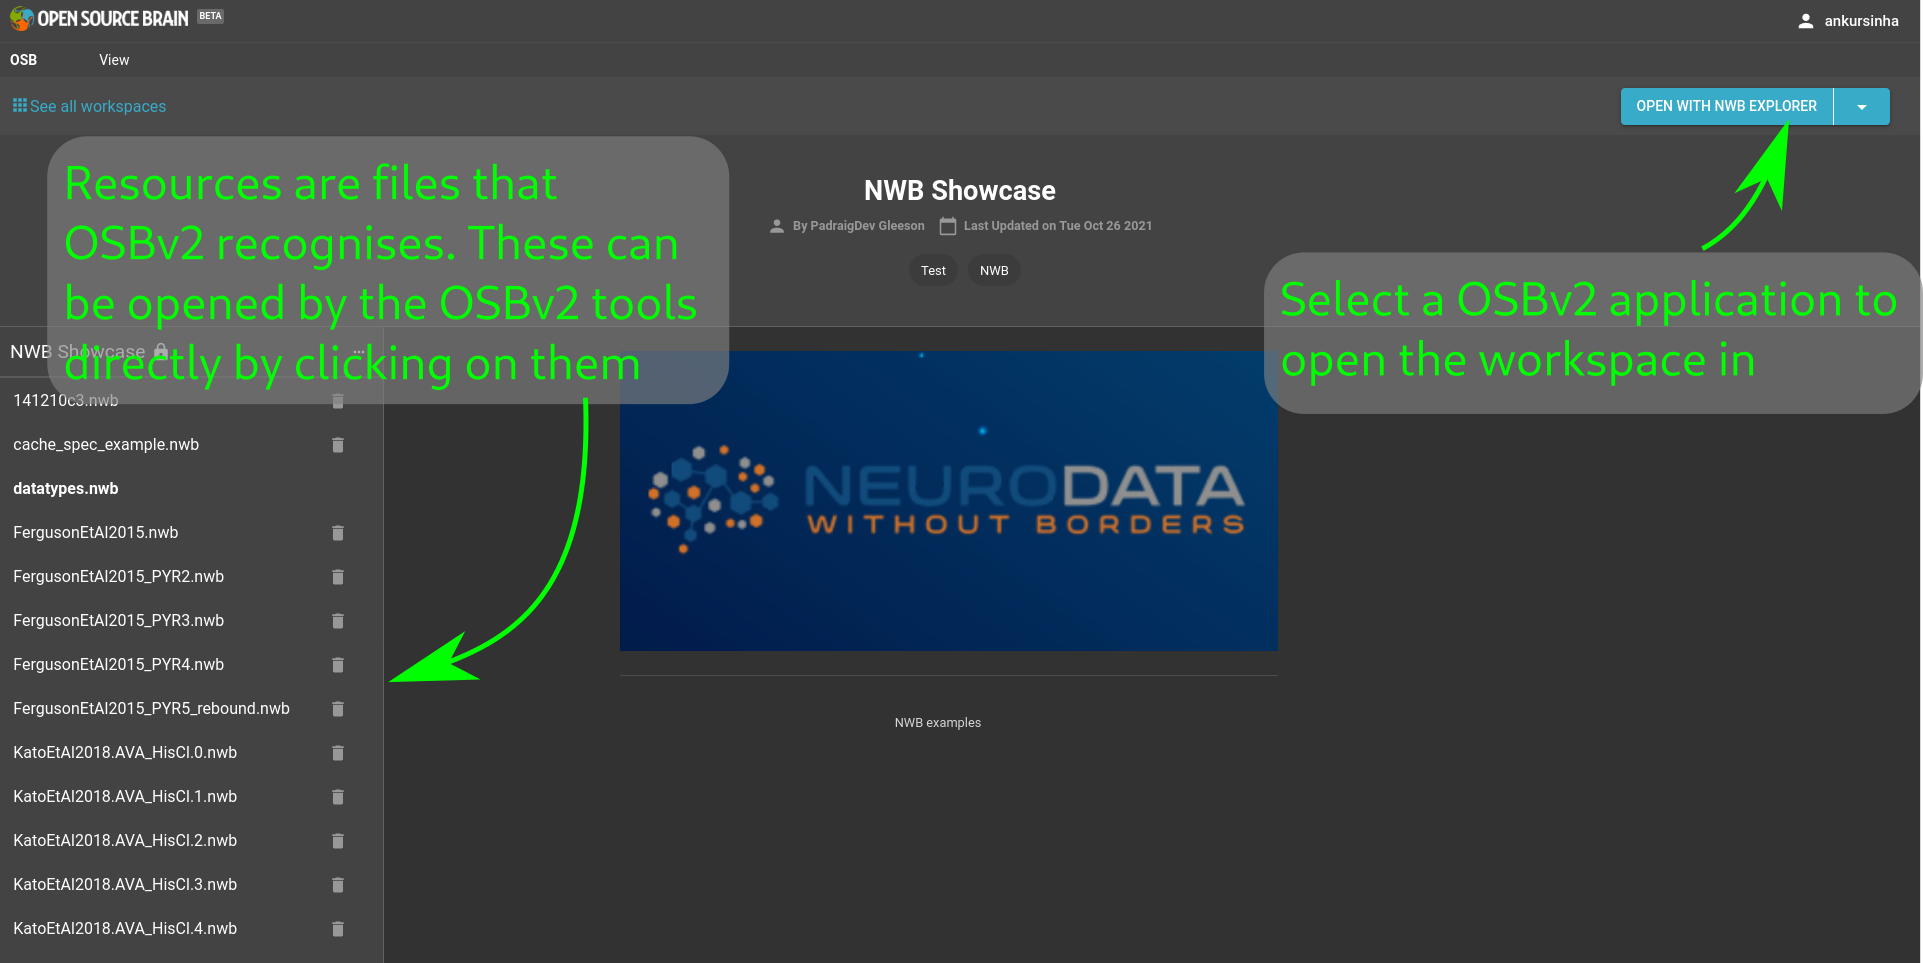 OPEN SOURCE BRAIN BETA
ankursinha
OSB View
See all workspaces
OPEN WITH NWB EXPLORER
Resources are files that
OSBv2 recognises. These can
be opened by the OSBv2 tools
directly by clicking on them
NWB Showcase
By PadraigDev Gleeson Last Updated on Tue Oct 26 2021
Test NWB
Select a OSBv2 application to
open the workspace in
NWB Showcase
141210c3.nwb
cache_spec_example.nwb
datatypes.nwb
FergusonEtAl2015.nwb
FergusonEtAl2015_PYR2.nwb
FergusonEtAl2015_PYR3.nwb
FergusonEtAl2015_PYR4.nwb
FergusonEtAl2015_PYR5_rebound.nwb
KatoEtAl2018.AVA_HisCl.0.nwb
KatoEtAl2018.AVA_HisCl.1.nwb
KatoEtAl2018.AVA_HisCl.2.nwb
KatoEtAl2018.AVA_HisCl.3.nwb
KatoEtAl2018.AVA_HisCl.4.nwb
NEURODATA
WITHOUT BORDERS
NWB examples